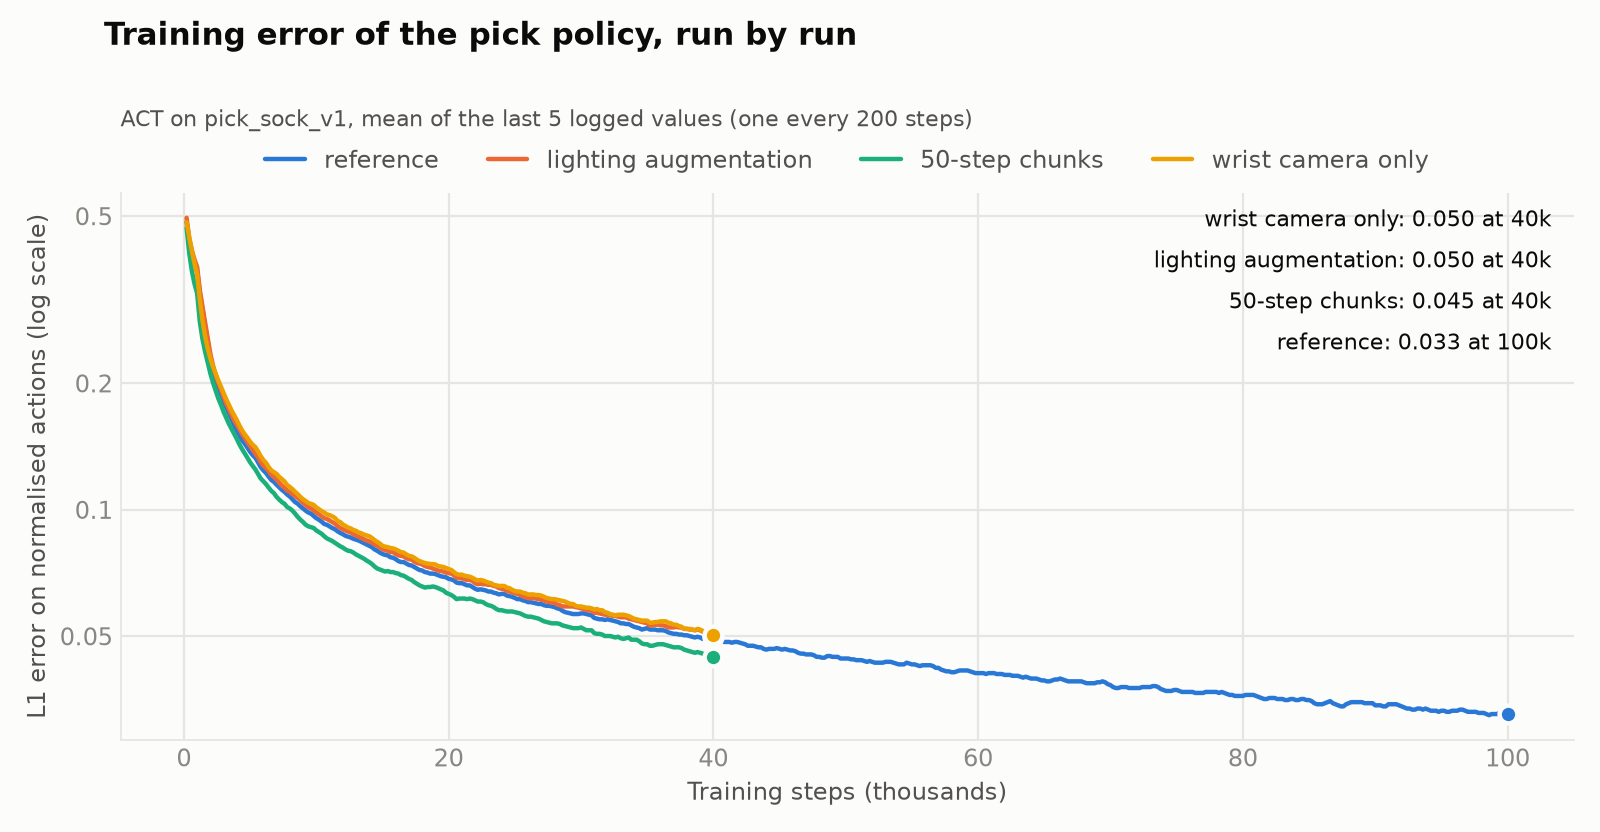 Training error of the pick policy, run by run
ACT on pick_sock_v1, mean of the last 5 logged values (one every 200 steps)
reference
lighting augmentation
50-step chunks
wrist camera only
L1 error on normalised actions (log scale)
0.5
0.2
0.1
0.05
wrist camera only: 0.050 at 40k
lighting augmentation: 0.050 at 40k
50-step chunks: 0.045 at 40k
reference: 0.033 at 100k
0
20
40
60
80
100
Training steps (thousands)